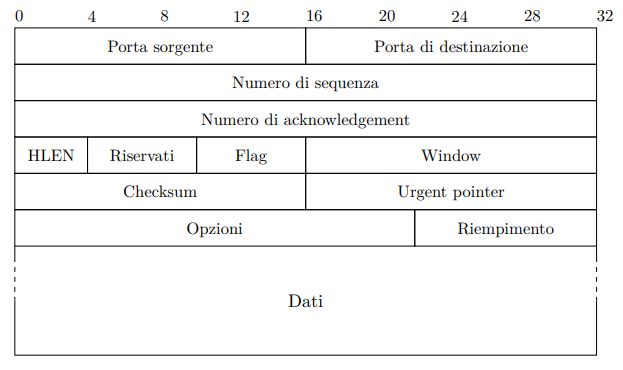 0 4 8 12 16 20 24 28 32
Porta sorgente Porta di destinazione
Numero di sequenza
Numero di acknowledgement
HLEN Riservati Flag Window
Checksum Urgent pointer
Opzioni Riempimento
Dati